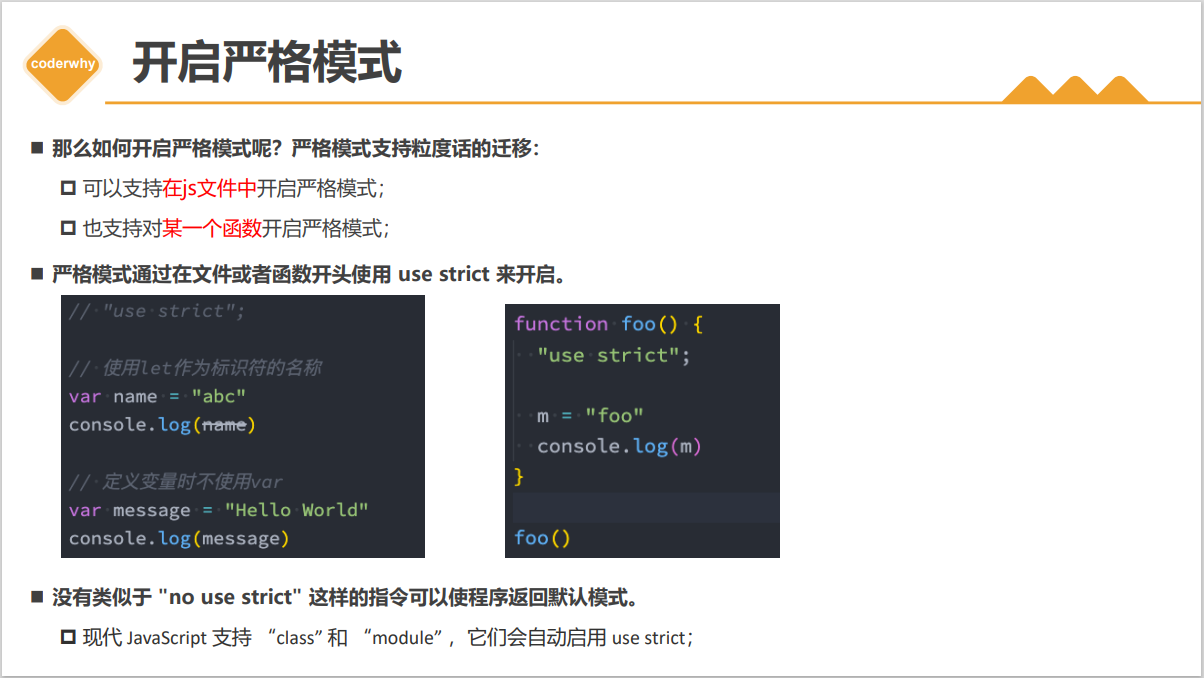 coderwhy
开启严格模式
那么如何开启严格模式呢？严格模式支持粒度话的迁移：
可以支持在js文件中开启严格模式；
也支持对某一个函数开启严格模式；
严格模式通过在文件或者函数开头使用 use strict 来开启。
// "use strict";
// 使用let作为标识符的名称
var name = "abc"
console.log(name)
// 定义变量时不使用var
var message = "Hello World"
console.log(message)
function foo() {
"use strict";
m = "foo"
console.log(m)
}
foo()
没有类似于 "no use strict" 这样的指令可以使程序返回默认模式。
现代 JavaScript 支持 “class” 和 “module” ，它们会自动启用 use strict；